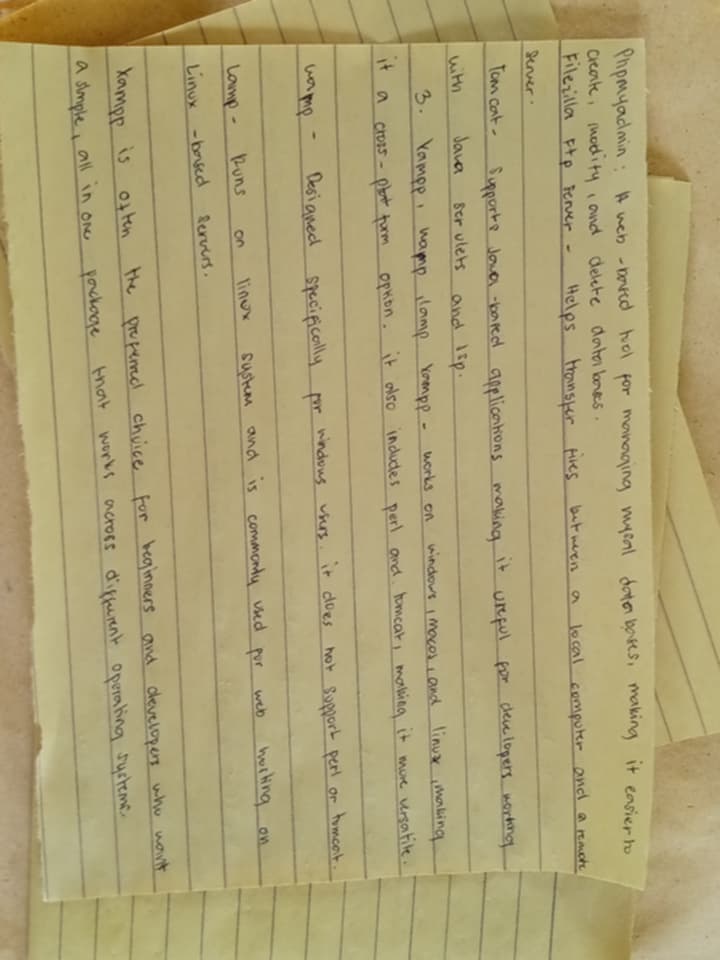 Phpmyadmin : A web-based tool for managing mysql databases, making it easier to
create, modify, and delete databases.
Filezilla Ftp server - Helps transfer files between a local computer and a remote
server.
Tomcat - Supports Java-based applications making it useful for developers working
with Java servlets and Jsp.
3. Xampp, wamp, lamp Xampp - works on windows, macos, and linux, making
it a cross-platform option. it also includes perl and tomcat, making it more versatile.
wamp - Designed specifically for windows users. it does not support perl or tomcat.
Lamp - Runs on linux system and is commonly used for web hosting on
Linux-based servers.
Xampp is often the preferred choice for beginners and developers who want
a simple, all in one package that works across different operating systems.